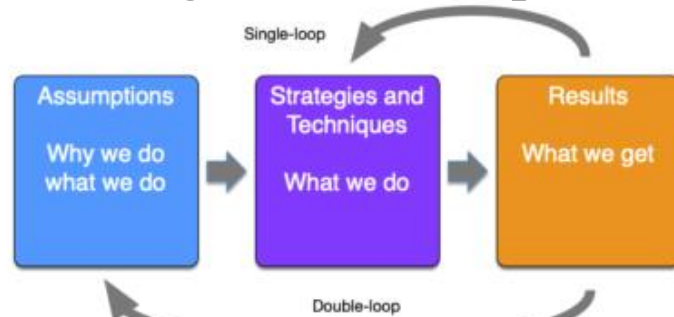 Single-loop
Assumptions
Why we do
what we do
Strategies and
Techniques
What we do
Results
What we get
Double-loop